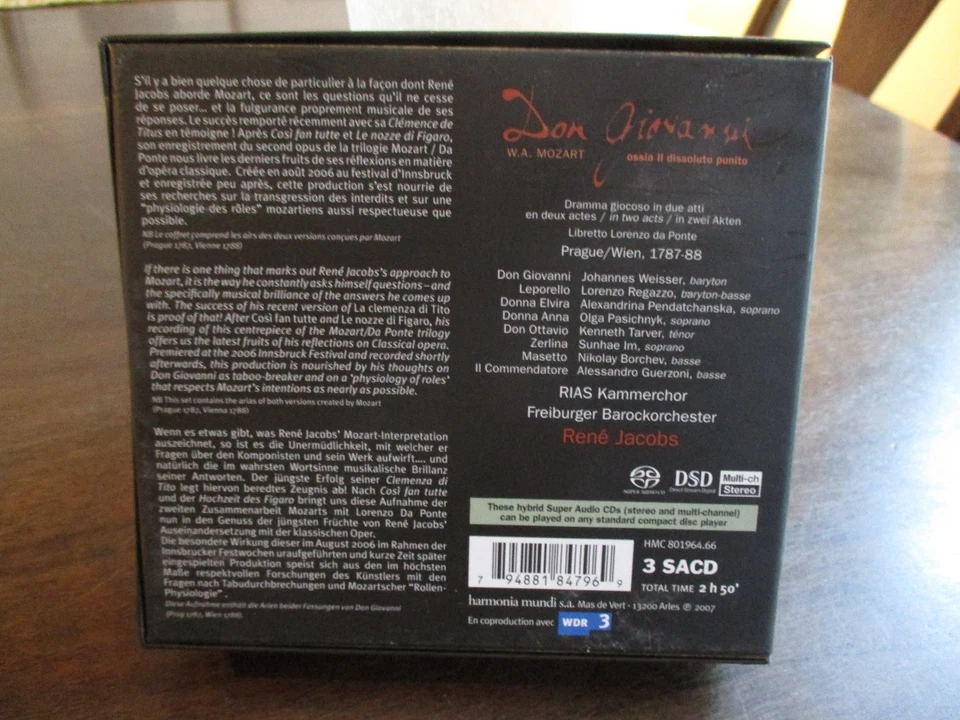 S'il y a bien quelque chose de particulier à la façon dont René
Jacobs aborde Mozart, ce sont les questions qu'il ne cesse
de se poser... et la fulgurance proprement musicale de ses
réponses. Le succès remporté récemment avec sa Clémence de
Titus en témoigne ! Après Così fan tutte et Le nozze di Figaro,
son enregistrement du second opus de la trilogie Mozart / Da
Ponte nous livre les derniers fruits de ses réflexions en matière
d'opéra classique. Créée en août 2006 au festival d'Innsbruck
et enregistrée peu après, cette production s'est nourrie de
ses recherches sur la transgression des interdits et sur une
"physiologie des rôles" mozartiens aussi respectueuse que
possible.
NB Le coffret comprend les airs des deux versions conçues par Mozart
(Prague 1787, Vienne 1788)
If there is one thing that marks out René Jacobs's approach to
Mozart, it is the way he constantly asks himself questions – and
the specifically musical brilliance of the answers he comes up
with. The success of his recent version of La clemenza di Tito
is proof of that! After Così fan tutte and Le nozze di Figaro, his
recording of this centrepiece of the Mozart/Da Ponte trilogy
offers us the latest fruits of his reflections on Classical opera.
Premiered at the 2006 Innsbruck Festival and recorded shortly
afterwards, this production is nourished by his thoughts on
Don Giovanni as taboo-breaker and on a 'physiology of roles'
that respects Mozart's intentions as nearly as possible.
NB This set contains the arias of both versions created by Mozart
(Prague 1787, Vienna 1788)
Wenn es etwas gibt, was René Jacobs' Mozart-Interpretation
auszeichnet, so ist es die Unermüdlichkeit, mit welcher er
Fragen über den Komponisten und sein Werk aufwirft.... und
natürlich die im wahrsten Wortsinne musikalische Brillanz
seiner Antworten. Der jüngste Erfolg seiner Clemenza di
Tito legt hiervon beredtes Zeugnis ab! Nach Così fan tutte
und der Hochzeit des Figaro bringt uns diese Aufnahme der
zweiten Zusammenarbeit Mozarts mit Lorenzo Da Ponte
nun in den Genuss der jüngsten Früchte von René Jacobs'
Auseinandersetzung mit der klassischen Oper.
Die besondere Wirkung dieser im August 2006 im Rahmen der
Innsbrucker Festwochen uraufgeführten und kurze Zeit später
eingespielten Produktion speist sich aus den im höchsten
Maße respektvollen Forschungen des Künstlers mit den
Fragen nach Tabudurchbrechungen und Mozartscher "Rollen-
Physiologie" .
Diese Aufnahme enthält die Arien beider Fassungen von Don Giovanni
(Prag 1787, Wien 1788).
Don Giovanni
W.A. MOZART
ossia il dissoluto punito
Dramma giocoso in due atti
en deux actes / in two acts / in zwei Akten
Libretto Lorenzo da Ponte
Prague/Wien, 1787-88
Don Giovanni Johannes Weisser, baryton
Leporello Lorenzo Regazzo, baryton-basse
Donna Elvira Alexandrina Pendatchanska, soprano
Donna Anna Olga Pasichnyk, soprano
Don Ottavio Kenneth Tarver, ténor
Zerlina Sunhae Im, soprano
Masetto Nikolay Borchev, basse
Il Commendatore Alessandro Guerzoni, basse
RIAS Kammerchor
Freiburger Barockorchester
René Jacobs
SUPER AUDIO CD
DSD
Direct Stream Digital
Multi-ch
Stereo
These hybrid Super Audio CDs (stereo and multi-channel)
can be played on any standard compact disc player
HMC 801964.66
3 SACD
TOTAL TIME 2 h 50'
7 94881 84796 9
harmonia mundi s.a. Mas de Vert · 13200 Arles ℗ 2007
En coproduction avec WDR 3